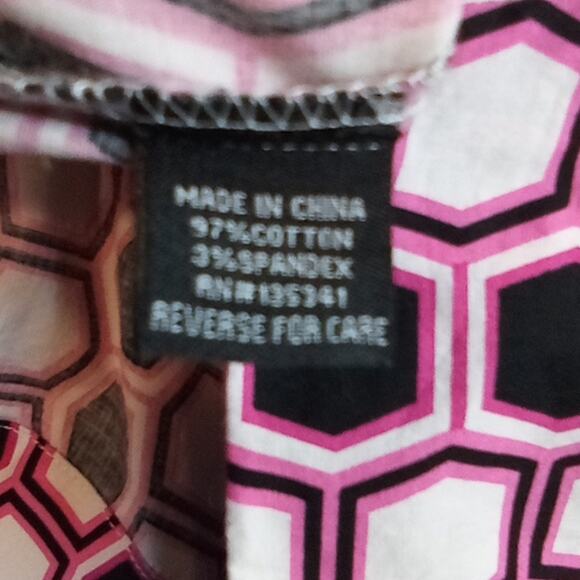 MADE IN CHINA
97%COTTON
3%SPANDEX
RN#135341
REVERSE FOR CARE